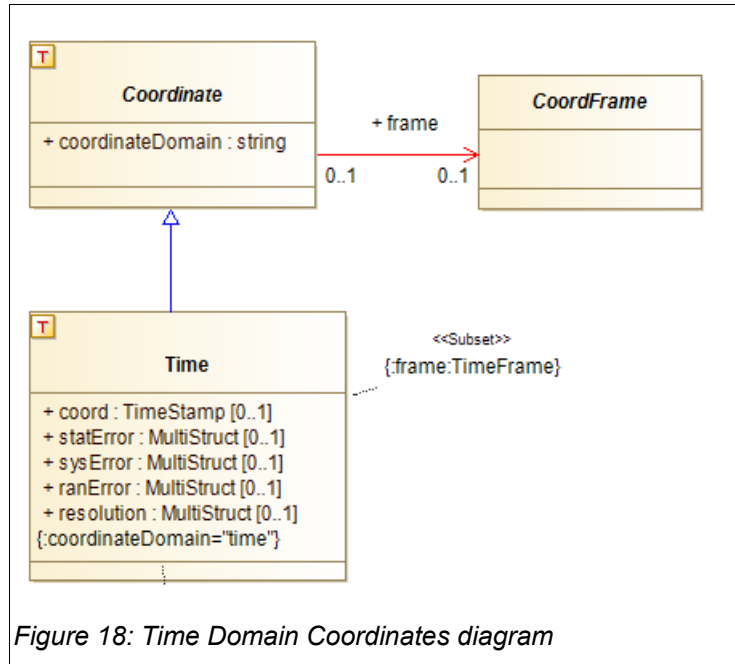 T
Coordinate
+ coordinateDomain : string
+ frame
0..1
0..1
CoordFrame
T
Time
+ coord : TimeStamp [0..1]
+ statError : MultiStruct [0..1]
+ sysError : MultiStruct [0..1]
+ ranError : MultiStruct [0..1]
+ resolution : MultiStruct [0..1]
{:coordinateDomain="time"}
<<Subset>>
{:frame:TimeFrame}
Figure 18: Time Domain Coordinates diagram